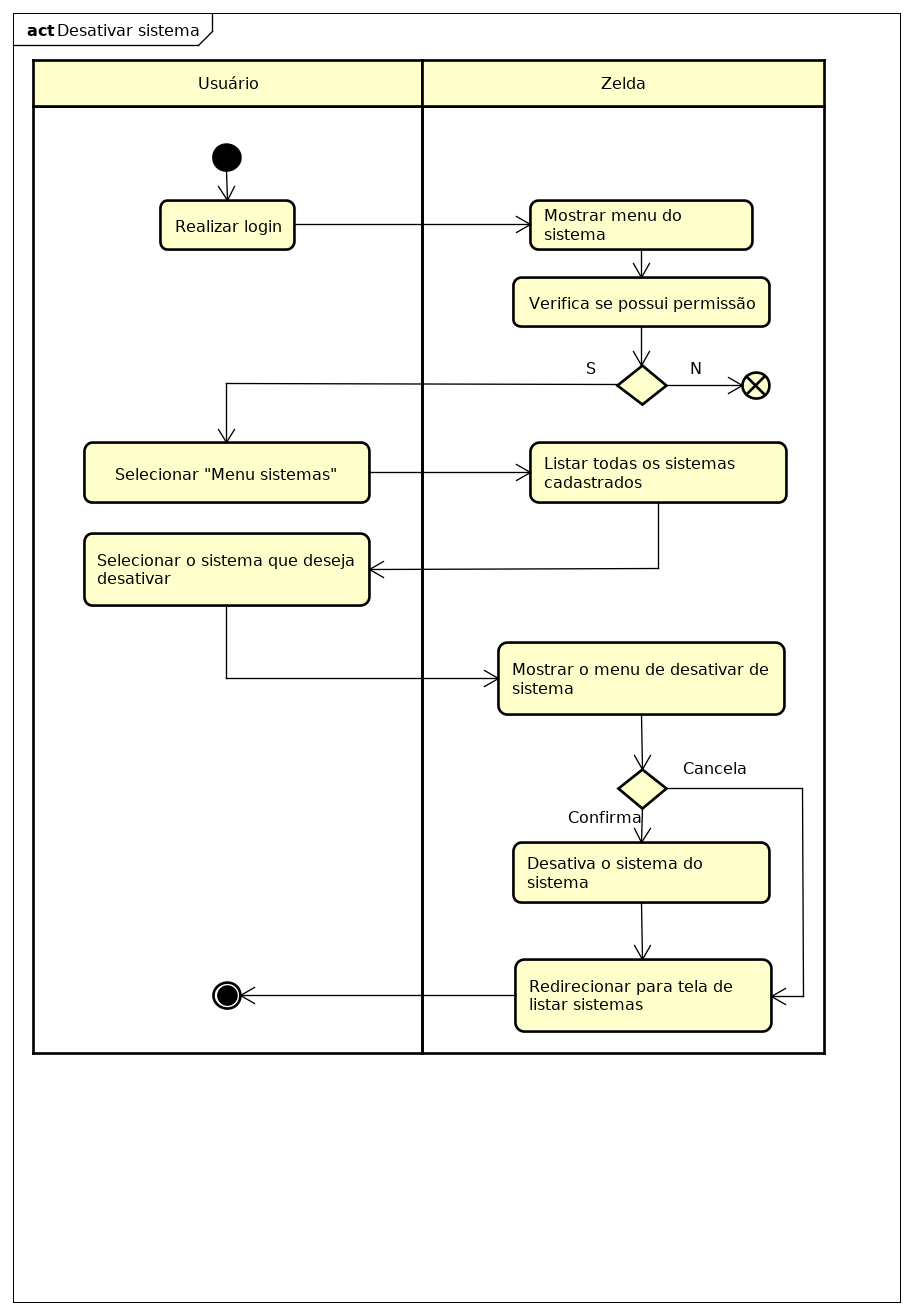 act Desativar sistema
Usuário
Zelda
Realizar login
Mostrar menu do
sistema
Verifica se possui permissão
S
N
Selecionar "Menu sistemas"
Listar todas os sistemas
cadastrados
Selecionar o sistema que deseja
desativar
Mostrar o menu de desativar de
sistema
Cancela
Confirma
Desativa o sistema do
sistema
Redirecionar para tela de
listar sistemas